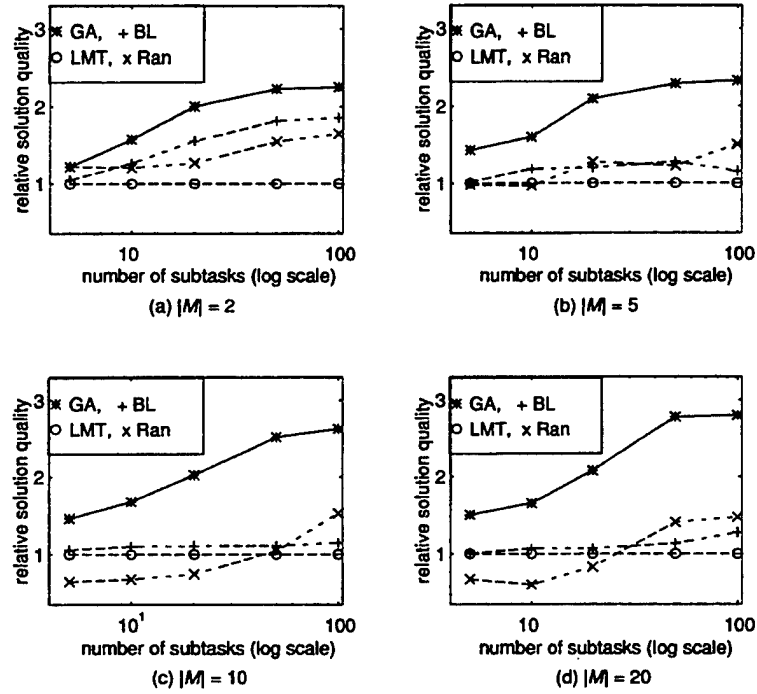 relative solution quality
3
2
1
GA, + BL
LMT, x Ran
10
100
number of subtasks (log scale)
(a) |M| = 2
relative solution quality
3
2
1
GA, + BL
LMT, x Ran
10
100
number of subtasks (log scale)
(b) |M| = 5
relative solution quality
3
2
1
GA, + BL
LMT, x Ran
10¹
100
number of subtasks (log scale)
(c) |M| = 10
relative solution quality
3
2
1
GA, + BL
LMT, x Ran
10
100
number of subtasks (log scale)
(d) |M| = 20